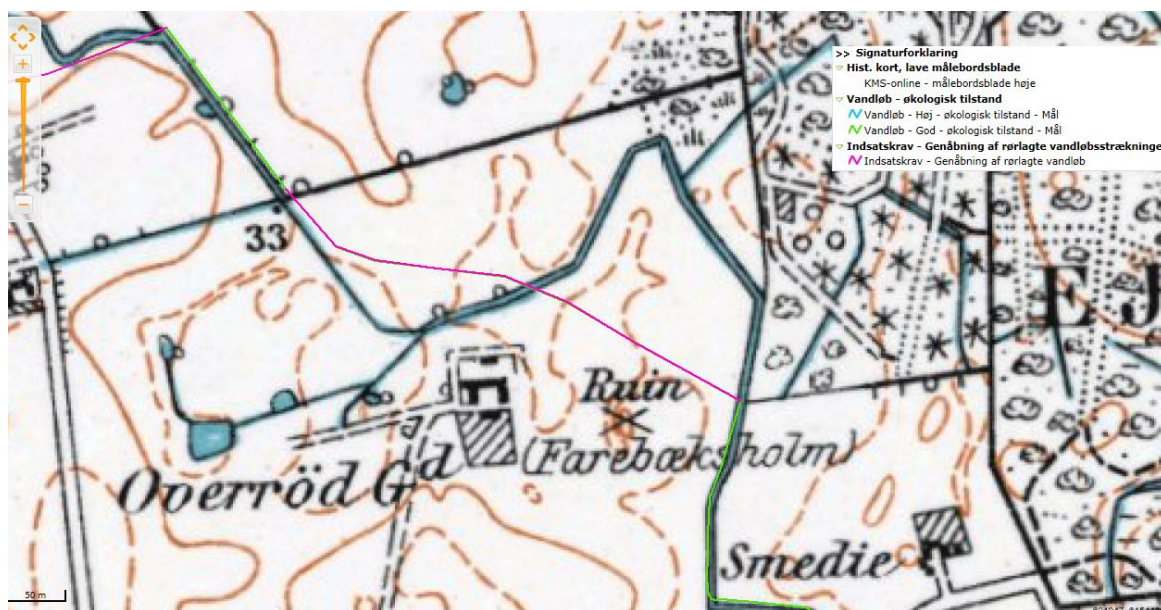 >> Signaturforklaring
Hist. kort, lave målebordsblade
KMS-online - målebordsblade høje
Vandløb - økologisk tilstand
Vandløb - Høj - økologisk tilstand - Mål
Vandløb - God - økologisk tilstand - Mål
Indsatskrav - Genåbning af rørlagte vandløbsstrækninge
Indsatskrav - Genåbning af rørlagte vandløb
33
E J
Ruin
(Farebæksholm)
Overröd Gd
Smedie
50 m